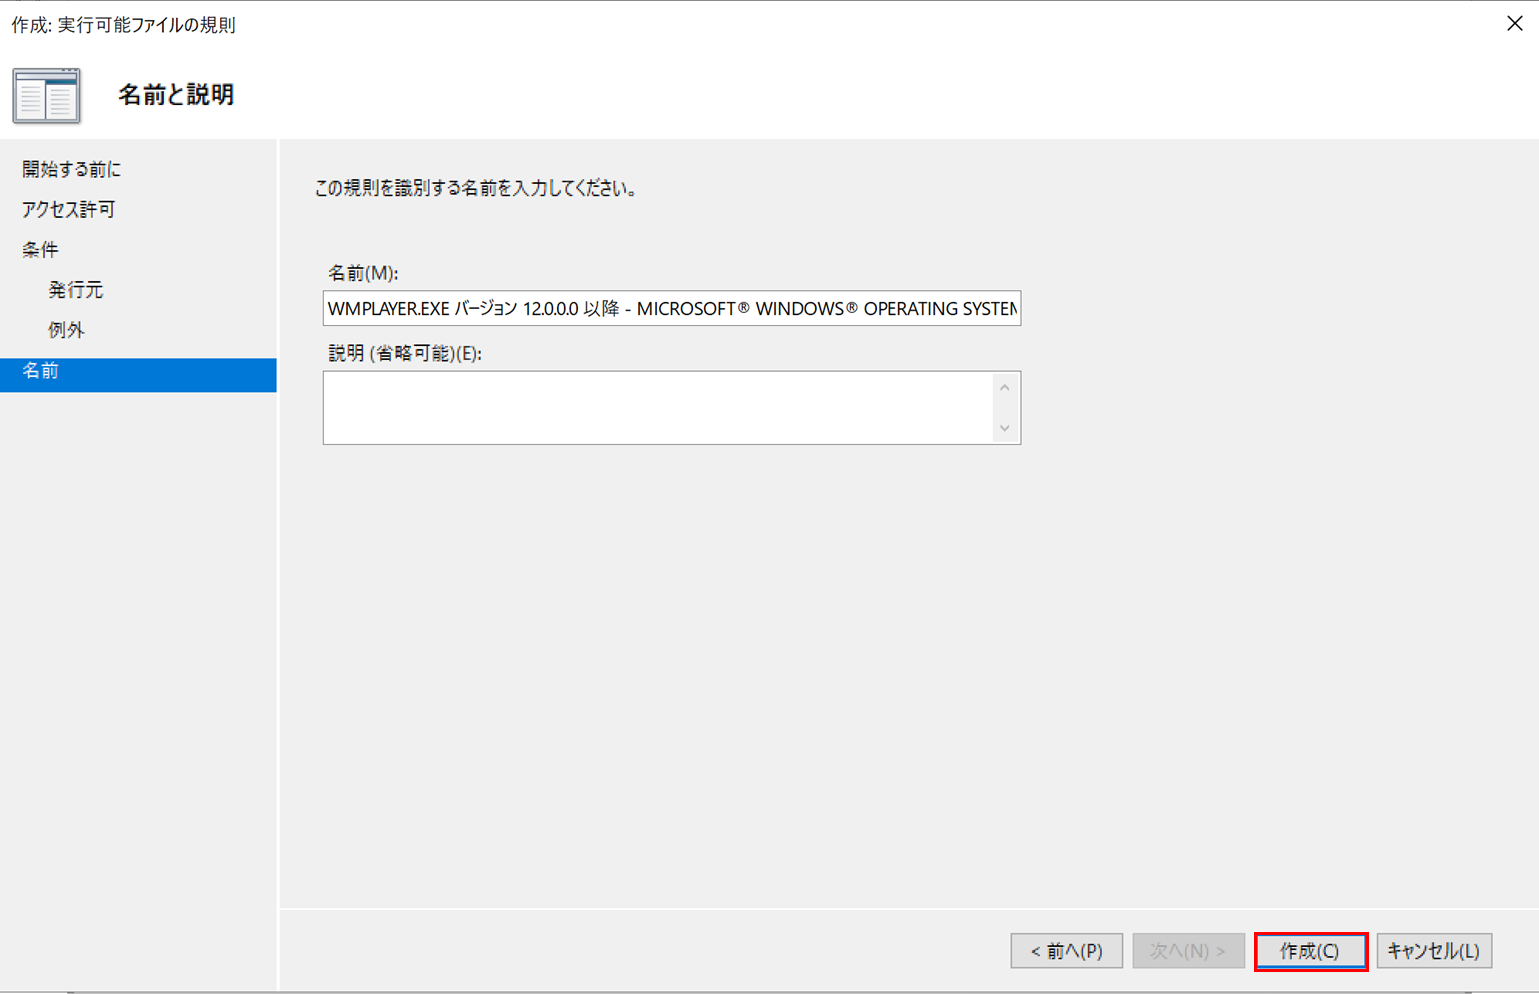 作成: 実行可能ファイルの規則
名前と説明
開始する前に
アクセス許可
条件
発行元
例外
名前
この規則を識別する名前を入力してください。
名前(M):
WMPLAYER.EXE バージョン 12.0.0.0 以降 - MICROSOFT® WINDOWS® OPERATING SYSTEM
説明 (省略可能)(E):
< 前へ(P)
次へ(N) >
作成(C)
キャンセル(L)